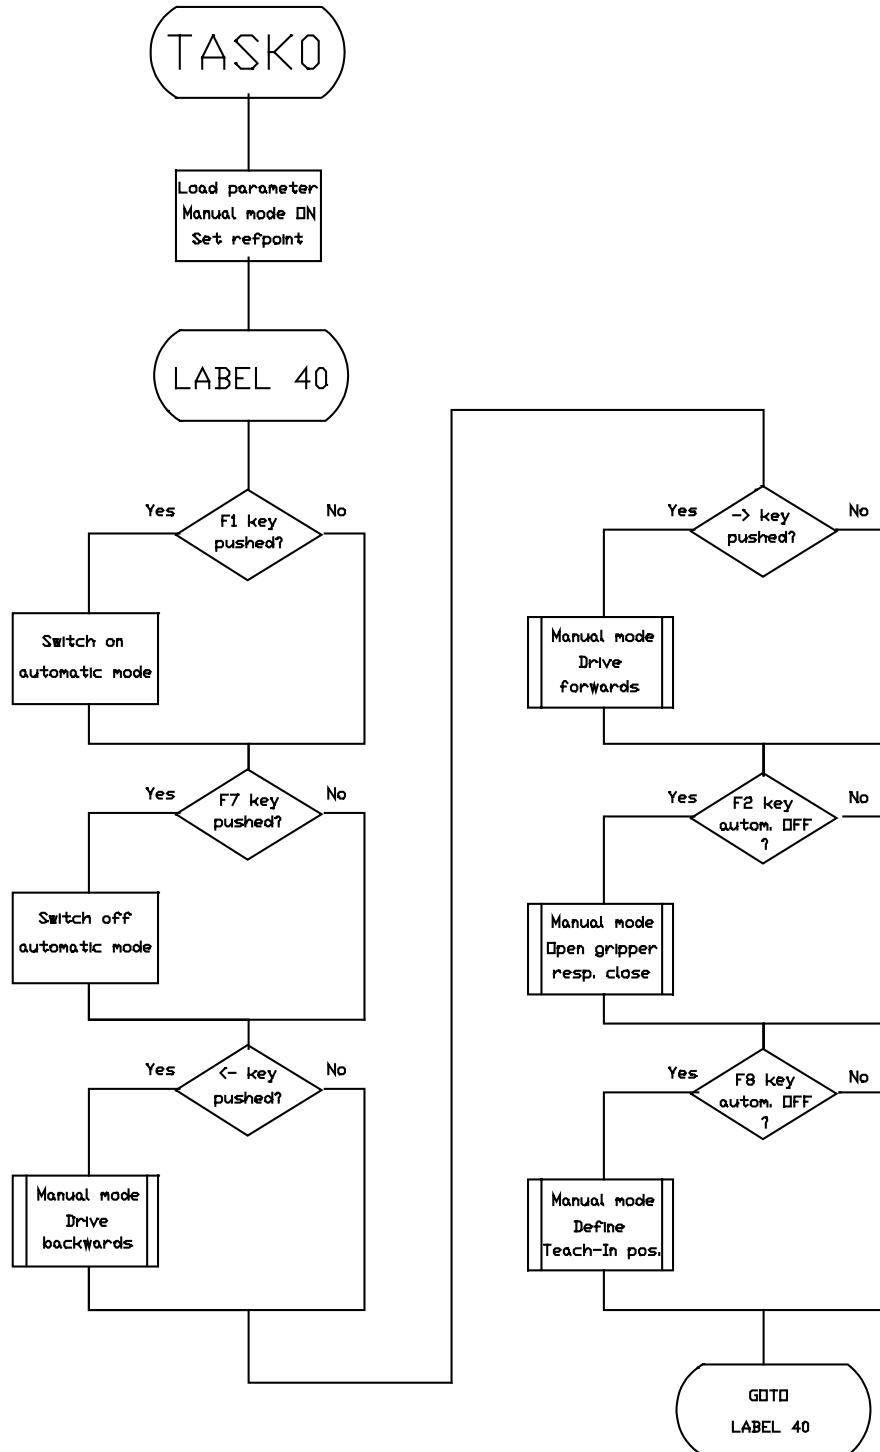 TASK0
Load parameter
Manual mode ON
Set refpoint
LABEL 40
Yes
F1 key
pushed?
No
Switch on
automatic mode
Yes
F7 key
pushed?
No
Switch off
automatic mode
Yes
<- key
pushed?
No
Manual mode
Drive
backwards
Yes
-> key
pushed?
No
Manual mode
Drive
forwards
Yes
F2 key
autom. OFF
?
No
Manual mode
Open gripper
resp. close
Yes
F8 key
autom. OFF
?
No
Manual mode
Define
Teach-In pos.
GOTO
LABEL 40